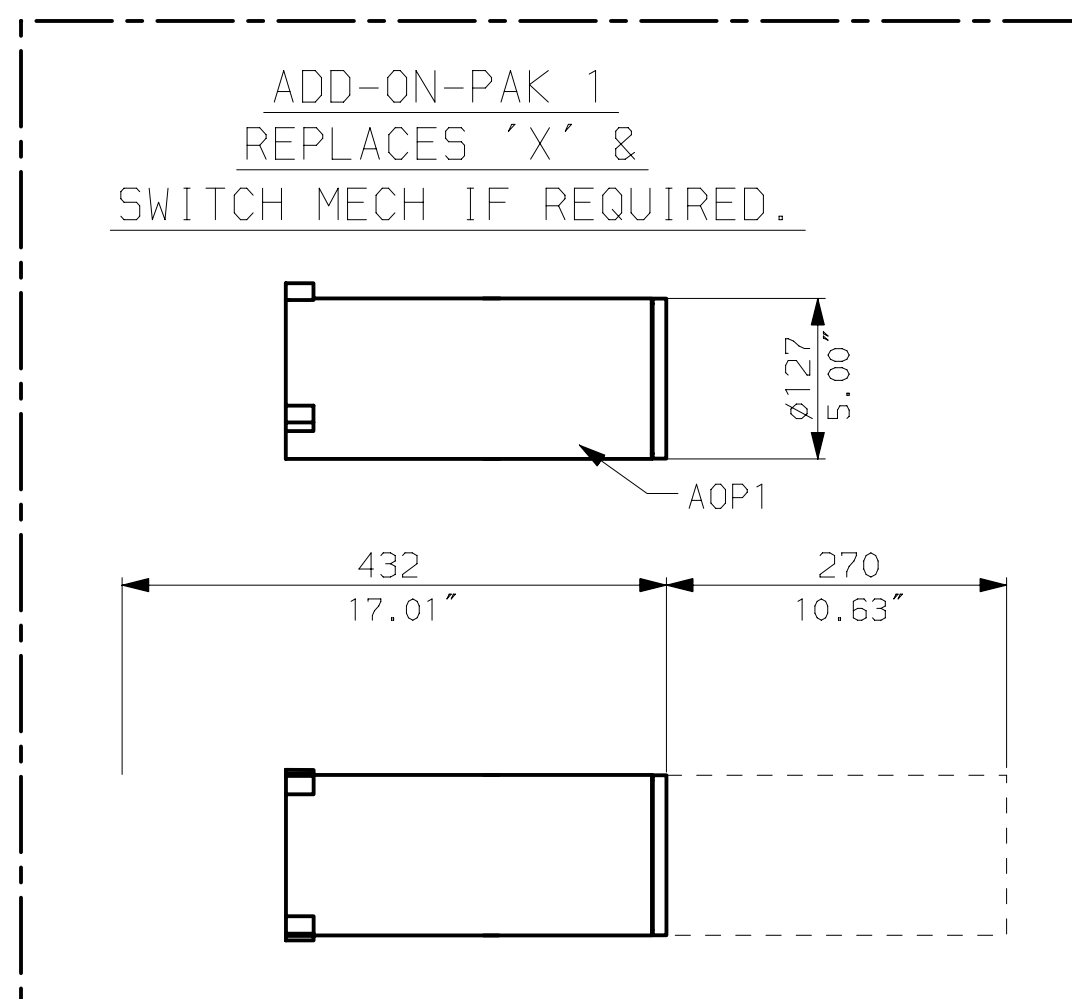 ADD-ON-PAK 1
REPLACES 'X' &
SWITCH MECH IF REQUIRED.
ø127
5.00"
AOP1
432
17.01"
270
10.63"